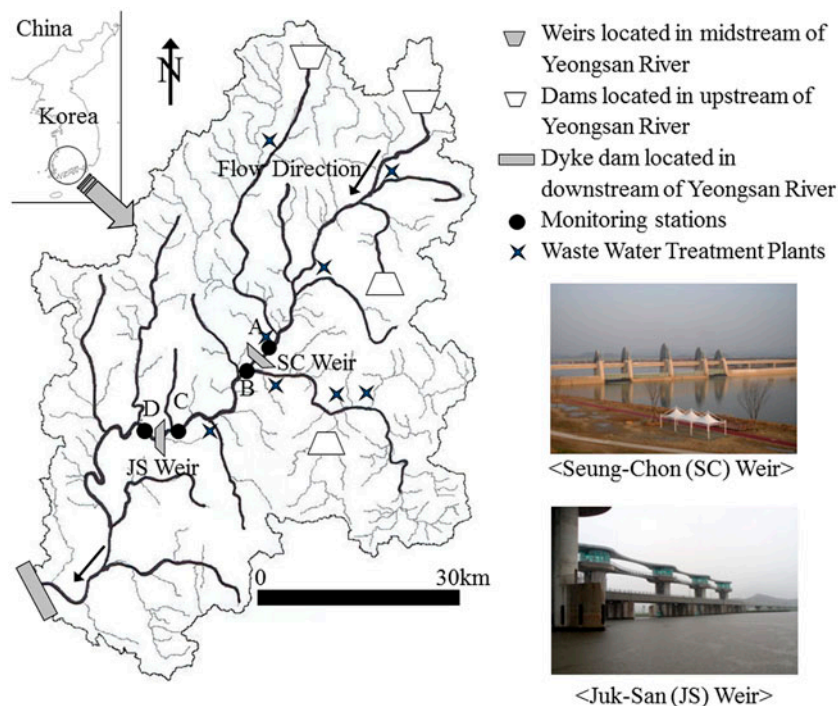 China
Korea
N
Flow Direction
A
SC Weir
B
D
C
JS Weir
0
30km
Weirs located in midstream of
Yeongsan River
Dams located in upstream of
Yeongsan River
Dyke dam located in
downstream of Yeongsan River
Monitoring stations
Waste Water Treatment Plants
<Seung-Chon (SC) Weir>
<Juk-San (JS) Weir>